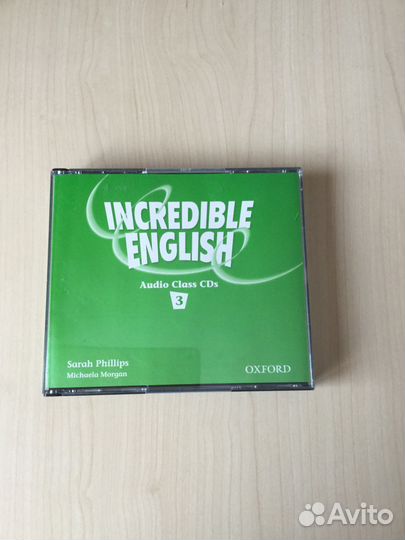 INCREDIBLE
ENGLISH
Audio Class CDs
3
Sarah Phillips
Michaela Morgan
OXFORD
Avito